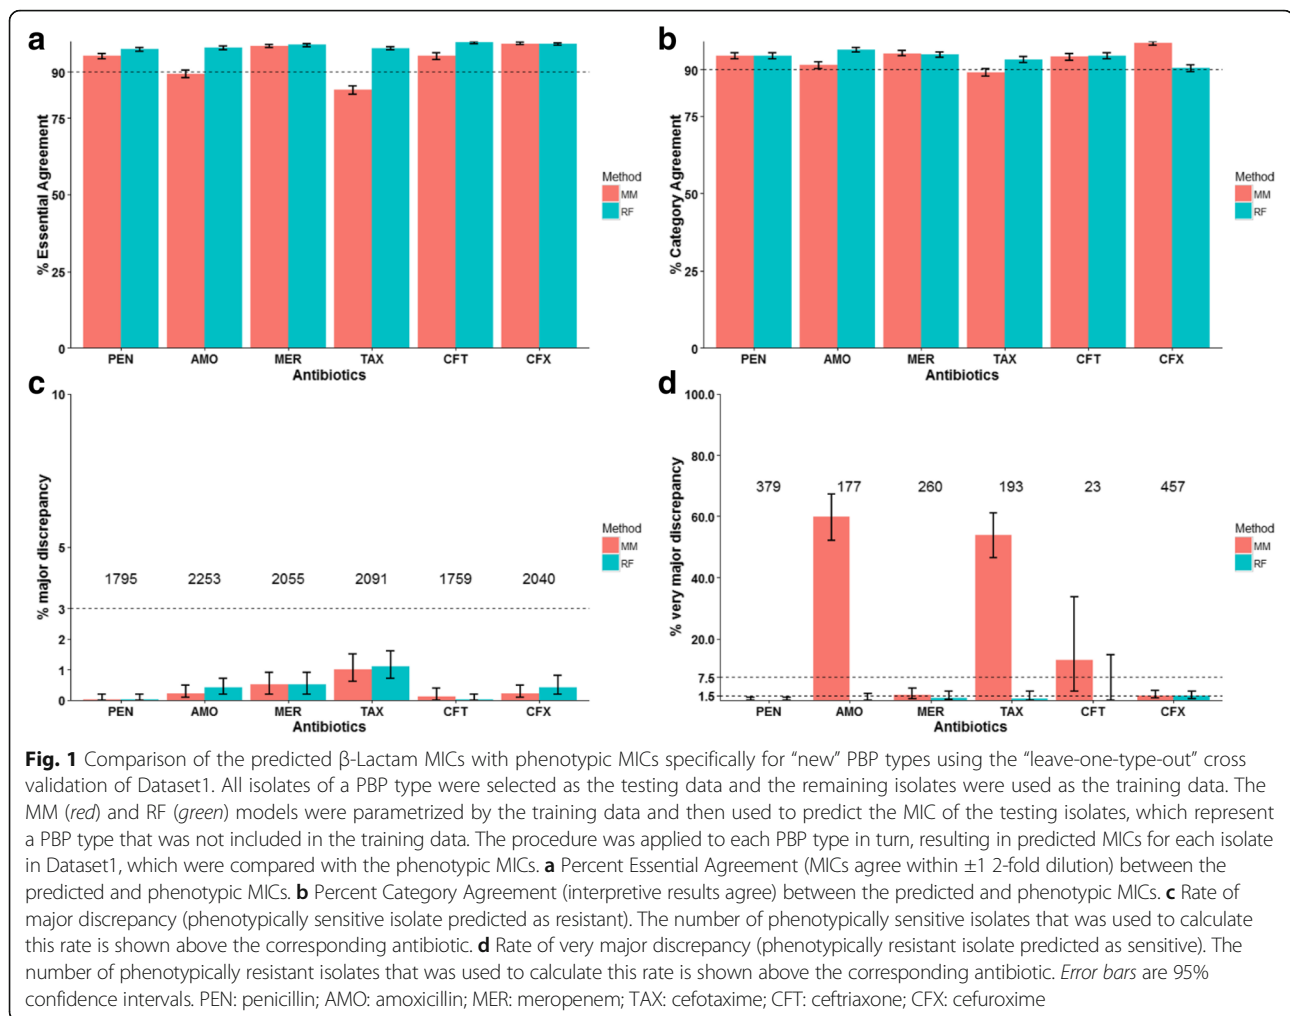 a
% Essential Agreement
90
75
50
25
0
PEN AMO MER TAX CFT CFX
Antibiotics
Method
MM
RF
b
% Category Agreement
90
75
50
25
0
PEN AMO MER TAX CFT CFX
Antibiotics
Method
MM
RF
c
% major discrepancy
10
5
3
2
1
0
1795 2253 2055 2091 1759 2040
PEN AMO MER TAX CFT CFX
Antibiotics
Method
MM
RF
d
% very major discrepancy
100.0
80.0
60.0
40.0
20.0
7.5
1.5
379 177 260 193 23 457
PEN AMO MER TAX CFT CFX
Antibiotics
Method
MM
RF
Fig. 1 Comparison of the predicted β-Lactam MICs with phenotypic MICs specifically for “new” PBP types using the “leave-one-type-out” cross
validation of Dataset1. All isolates of a PBP type were selected as the testing data and the remaining isolates were used as the training data. The
MM (red) and RF (green) models were parametrized by the training data and then used to predict the MIC of the testing isolates, which represent
a PBP type that was not included in the training data. The procedure was applied to each PBP type in turn, resulting in predicted MICs for each isolate
in Dataset1, which were compared with the phenotypic MICs. a Percent Essential Agreement (MICs agree within ±1 2-fold dilution) between the
predicted and phenotypic MICs. b Percent Category Agreement (interpretive results agree) between the predicted and phenotypic MICs. c Rate of
major discrepancy (phenotypically sensitive isolate predicted as resistant). The number of phenotypically sensitive isolates that was used to calculate
this rate is shown above the corresponding antibiotic. d Rate of very major discrepancy (phenotypically resistant isolate predicted as sensitive). The
number of phenotypically resistant isolates that was used to calculate this rate is shown above the corresponding antibiotic. Error bars are 95%
confidence intervals. PEN: penicillin; AMO: amoxicillin; MER: meropenem; TAX: cefotaxime; CFT: ceftriaxone; CFX: cefuroxime